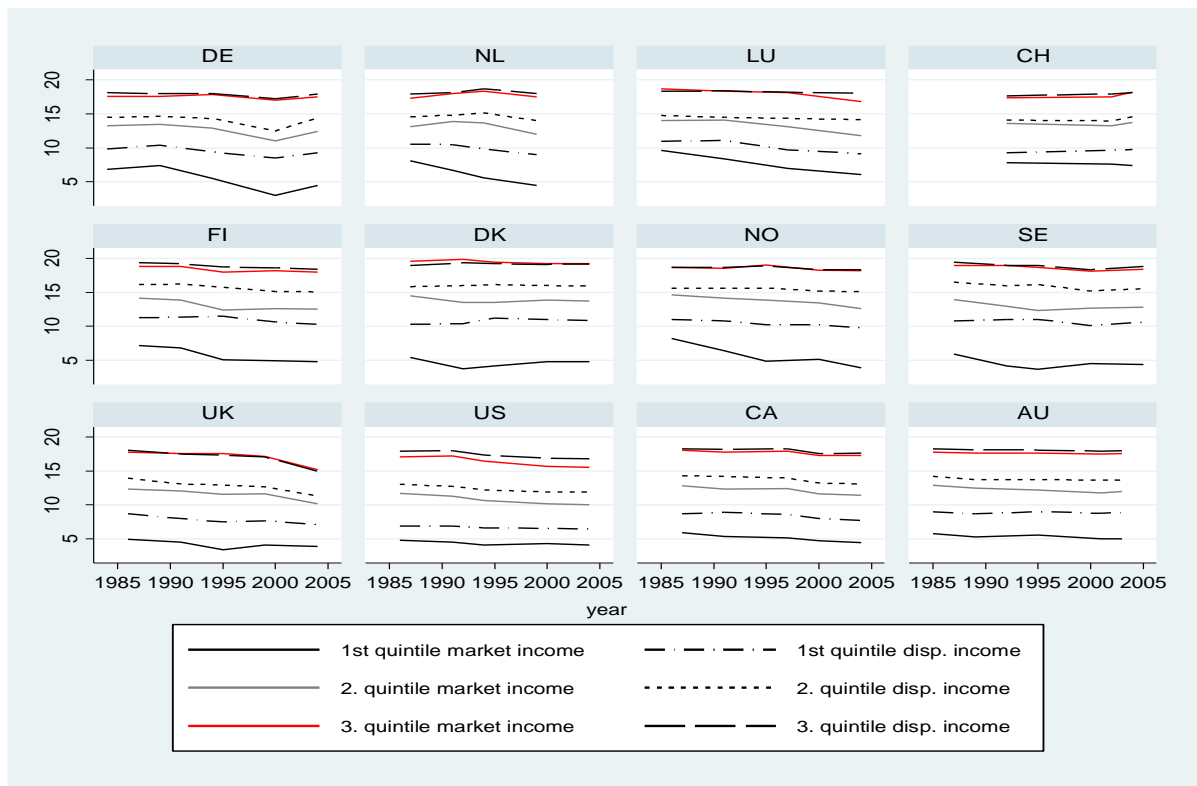 DE NL LU CH
20
15
10
5
FI DK NO SE
20
15
10
5
UK US CA AU
20
15
10
5
1985 1990 1995 2000 2005 1985 1990 1995 2000 2005 1985 1990 1995 2000 2005 1985 1990 1995 2000 2005
year
1st quintile market income 1st quintile disp. income
2. quintile market income 2. quintile disp. income
3. quintile market income 3. quintile disp. income